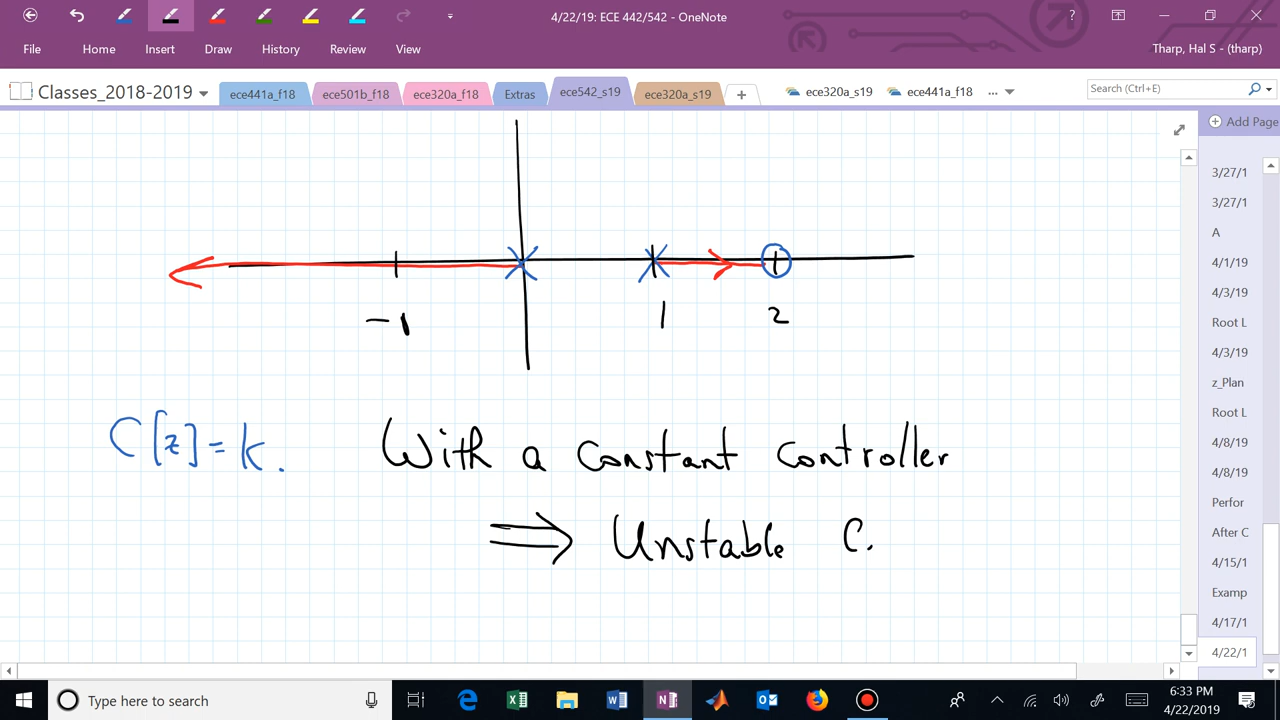 4/22/19: ECE 442/542 - OneNote
File Home Insert Draw History Review View
Tharp, Hal S - (tharp)
Classes_2018-2019
ece441a_f18 ece501b_f18 ece320a_f18 Extras ece542_s19 ece320a_s19
ece320a_s19 ece441a_f18 ...
Search (Ctrl+E)
Add Page
3/27/1
3/27/1
A
4/1/19
4/3/19
Root L
4/3/19
z_Plan
Root L
4/8/19
4/8/19
Perfor
After C
4/15/1
Examp
4/17/1
4/22/1
-1 1 2
C[z] = k. With a constant controller
⇒ Unstable C.
Type here to search
6:33 PM
4/22/2019